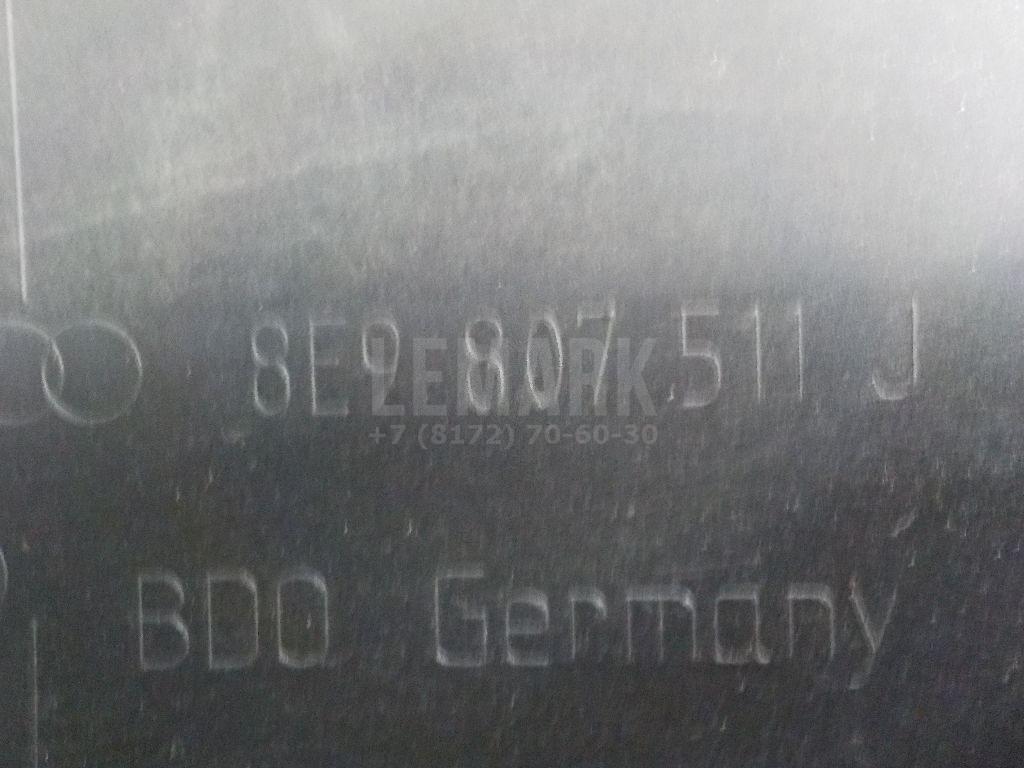 8E9 807 511 J
LEMARK
+7 (8172) 70-60-30
BDO Germany